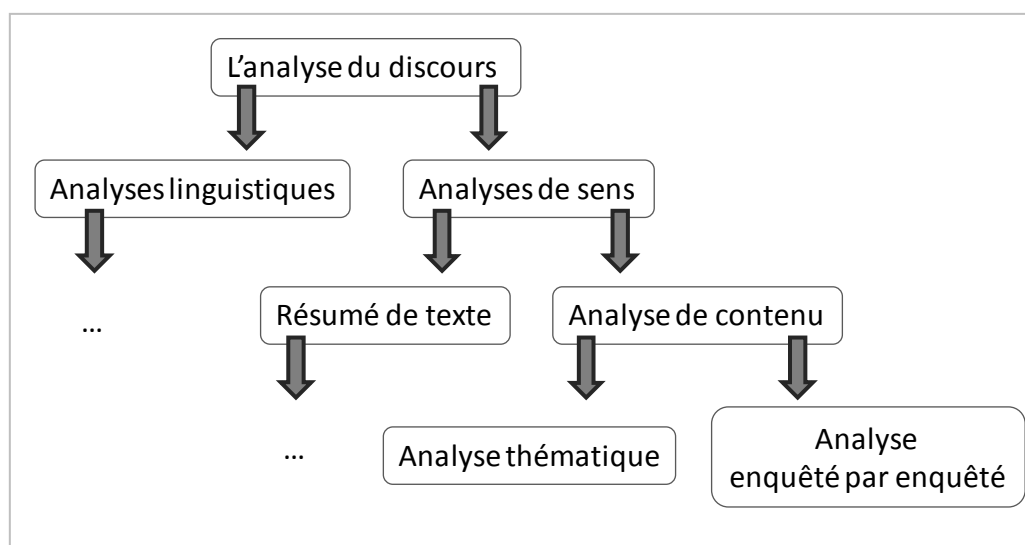 L’analyse du discours
Analyses linguistiques
Analyses de sens
...
Résumé de texte
Analyse de contenu
...
Analyse thématique
Analyse
enquêté par enquêté